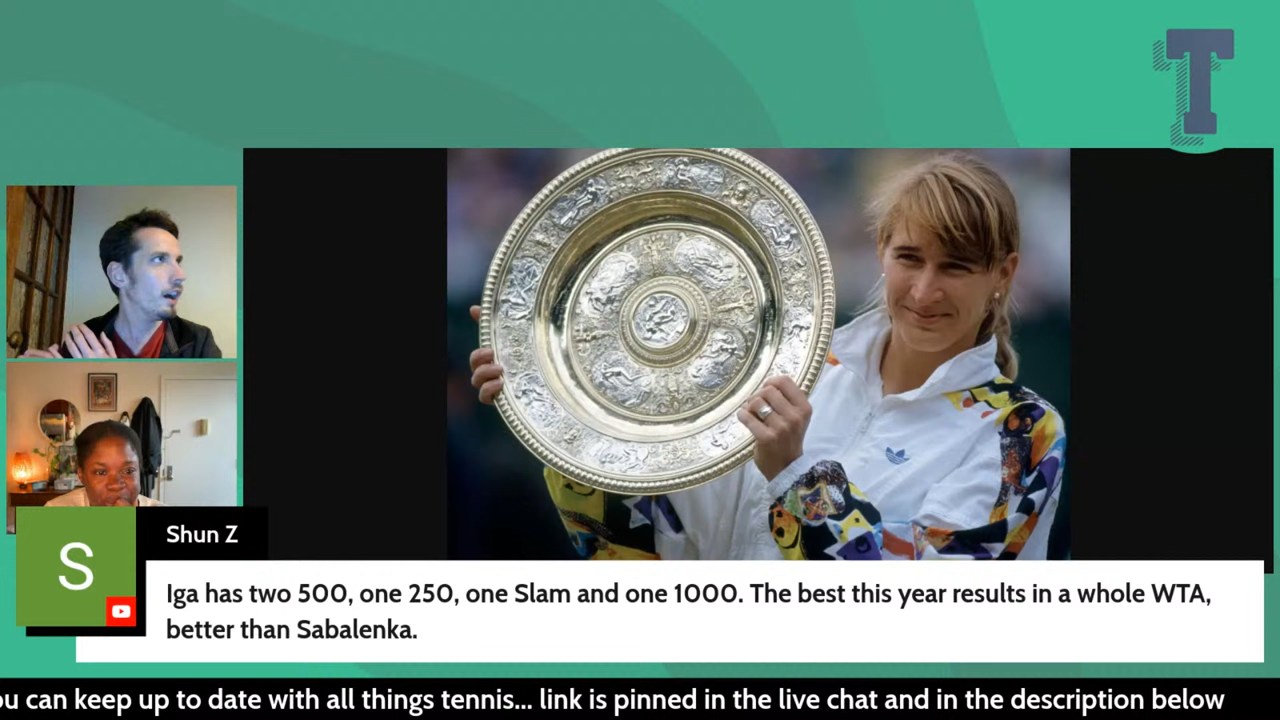 T
Shun Z
S
Iga has two 500, one 250, one Slam and one 1000. The best this year results in a whole WTA,
better than Sabalenka.
ou can keep up to date with all things tennis... link is pinned in the live chat and in the description below